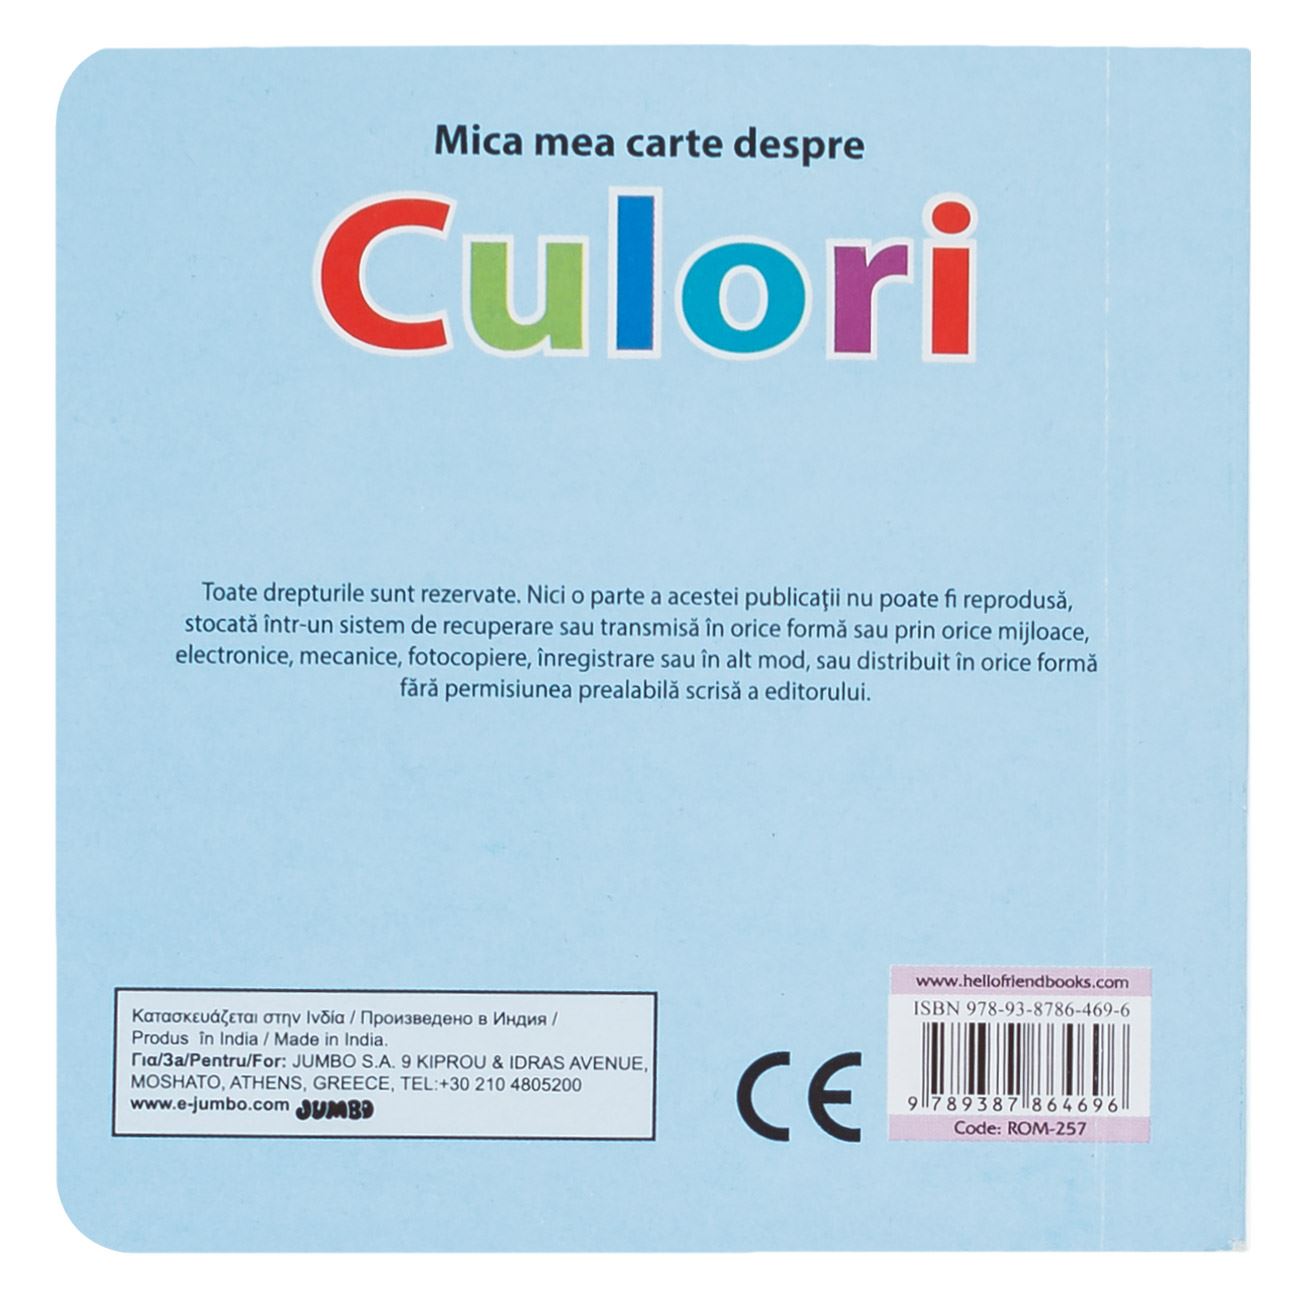 Mica mea carte despre
Culori
Toate drepturile sunt rezervate. Nici o parte a acestei publicaţii nu poate fi reprodusă,
stocată într-un sistem de recuperare sau transmisă în orice formă sau prin orice mijloace,
electronice, mecanice, fotocopiere, înregistrare sau în alt mod, sau distribuit în orice formă
fără permisiunea prealabilă scrisă a editorului.
Κατασκευάζεται στην Ινδία / Произведено в Индия /
Produs în India / Made in India.
Για/За/Pentru/For: JUMBO S.A. 9 KIPROU & IDRAS AVENUE,
MOSHATO, ATHENS, GREECE, TEL:+30 210 4805200
www.e-jumbo.com JUMBO
CE
www.hellofriendbooks.com
ISBN 978-93-8786-469-6
9 789387 864696
Code: ROM-257